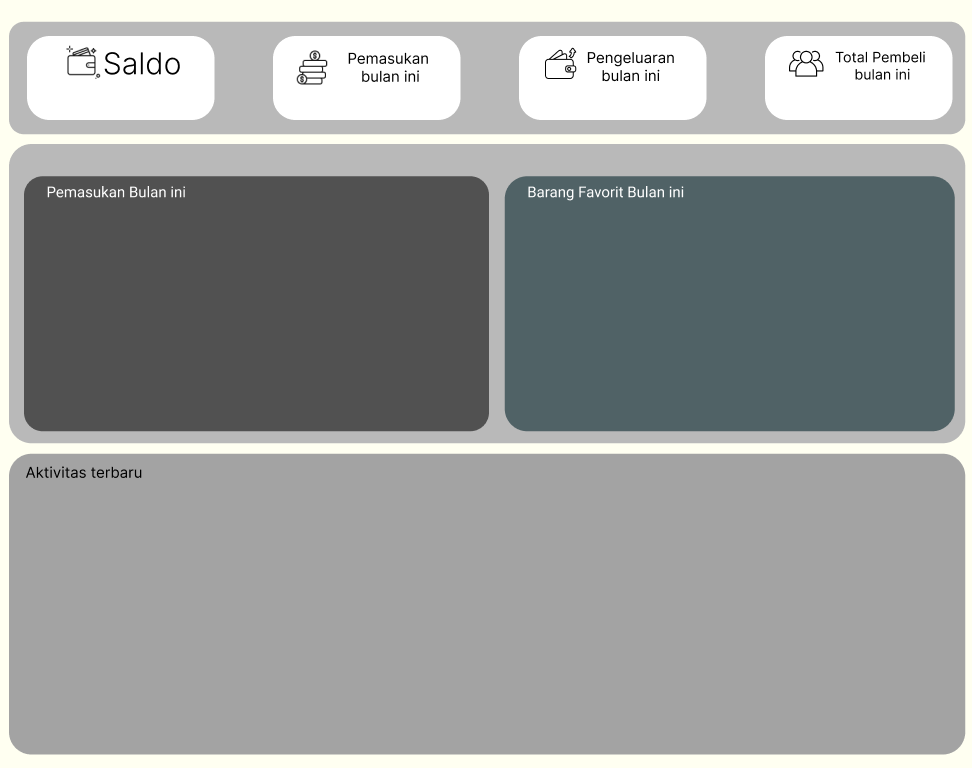 Saldo
Pemasukan
bulan ini
Pengeluaran
bulan ini
Total Pembeli
bulan ini
Pemasukan Bulan ini
Barang Favorit Bulan ini
Aktivitas terbaru